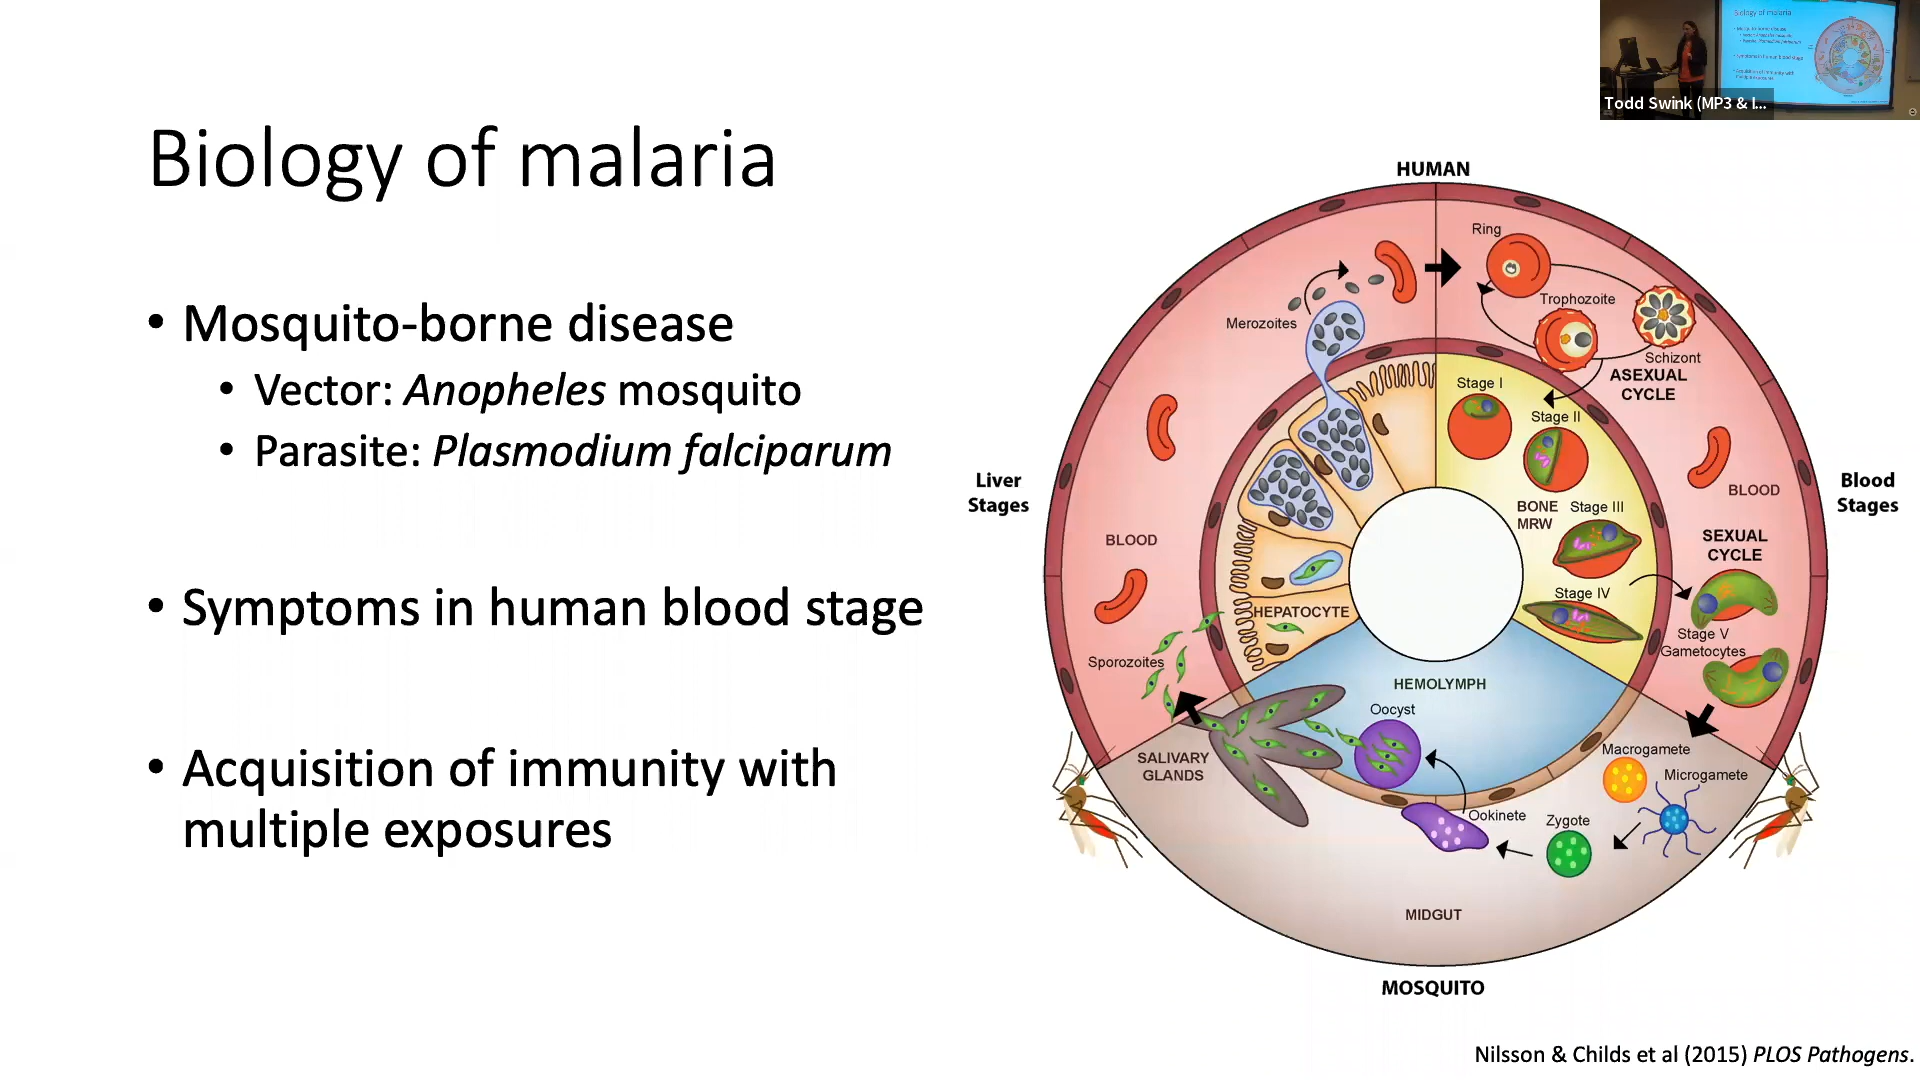 Biology of malaria
• Mosquito-borne disease
• Vector: Anopheles mosquito
• Parasite: Plasmodium falciparum
• Symptoms in human blood stage
• Acquisition of immunity with
multiple exposures
Todd Swink (MP3 & I...
HUMAN
Ring
Trophozoite
Merozoites
Schizont
ASEXUAL
CYCLE
Stage I
Stage II
Liver
Stages
BLOOD
Blood
Stages
BONE
MRW
Stage III
BLOOD
SEXUAL
CYCLE
Stage IV
HEPATOCYTE
Stage V
Gametocytes
Sporozoites
HEMOLYMPH
Oocyst
SALIVARY
GLANDS
Macrogamete
Microgamete
Ookinete
Zygote
MIDGUT
MOSQUITO
Nilsson & Childs et al (2015) PLOS Pathogens.